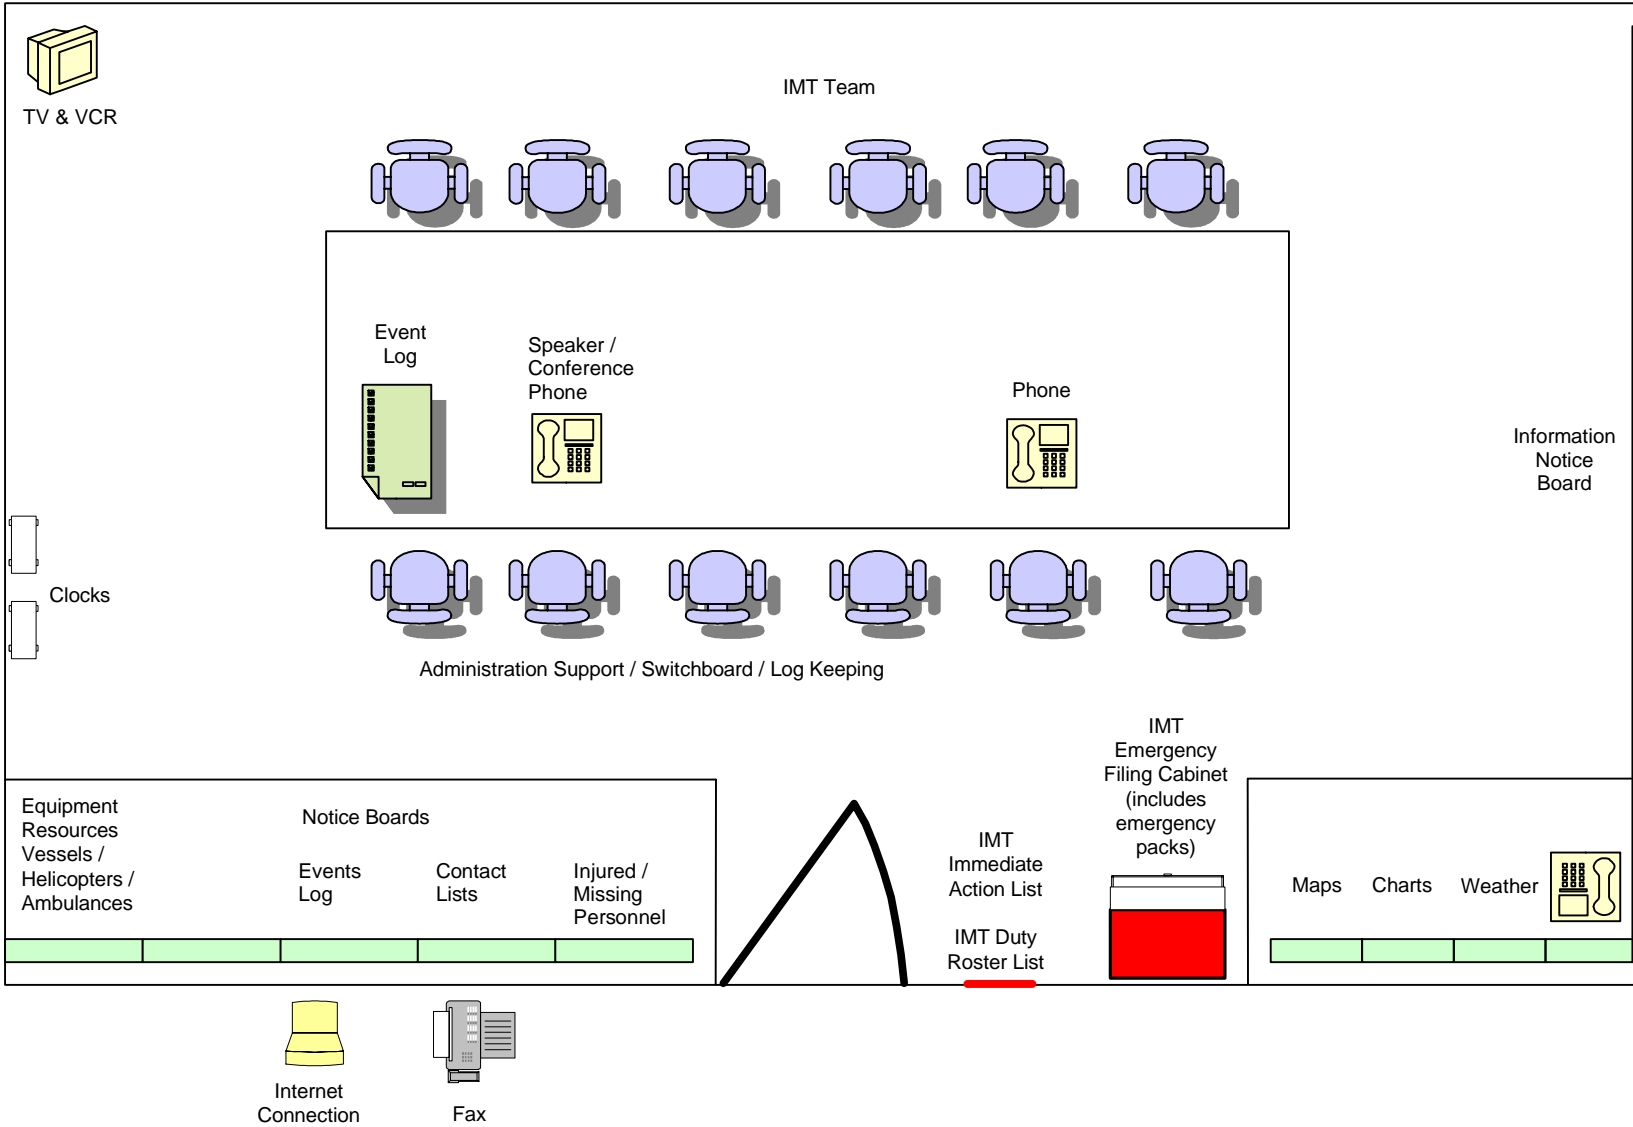 TV & VCR
IMT Team
Event
Log
Speaker /
Conference
Phone
Phone
Information
Notice
Board
Clocks
Administration Support / Switchboard / Log Keeping
IMT
Emergency
Filing Cabinet
(includes
emergency
packs)
Equipment
Resources
Vessels /
Helicopters /
Ambulances
Notice Boards
Events
Log
Contact
Lists
Injured /
Missing
Personnel
IMT
Immediate
Action List
IMT Duty
Roster List
Maps
Charts
Weather
Internet
Connection
Fax